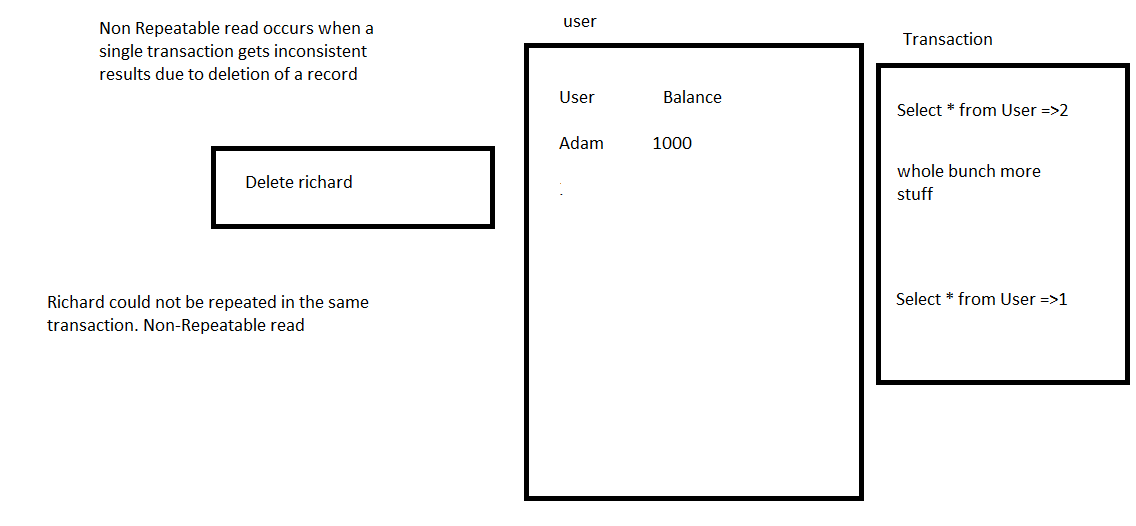 Non Repeatable read occurs when a
single transaction gets inconsistent
results due to deletion of a record
Delete richard
Richard could not be repeated in the same
transaction. Non-Repeatable read
user
User Balance
Adam 1000
Transaction
Select * from User =>2
whole bunch more
stuff
Select * from User =>1